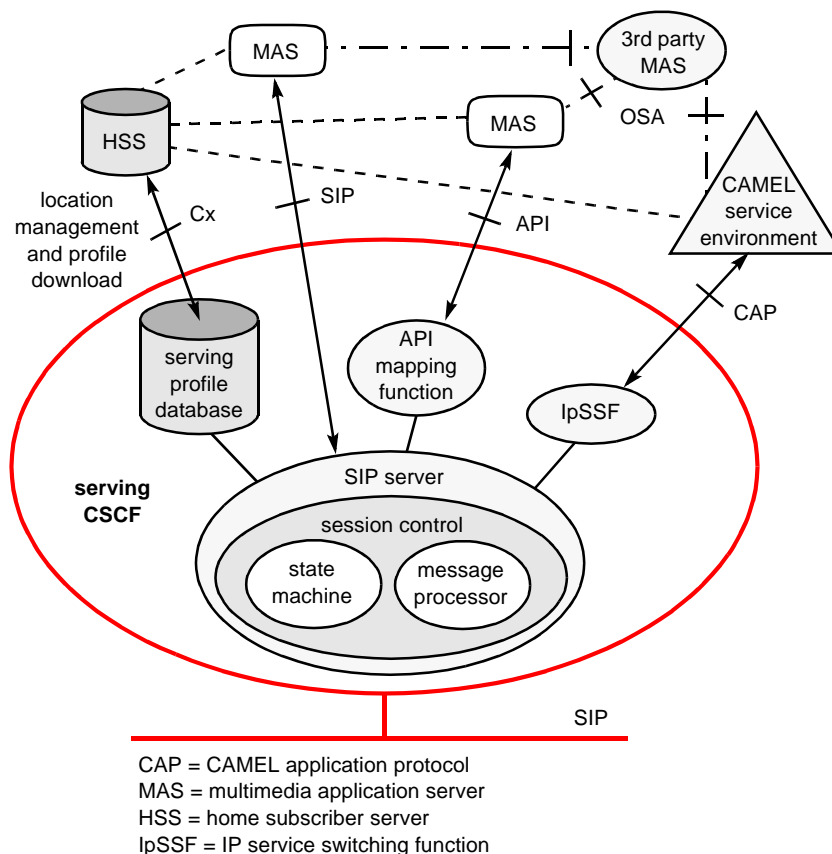 MAS
3rd party
MAS
HSS
MAS
OSA
location
management
and profile
download
Cx
SIP
API
CAMEL
service
environment
CAP
serving
profile
database
API
mapping
function
IpSSF
serving
CSCF
SIP server
session control
state
machine
message
processor
SIP
CAP = CAMEL application protocol
MAS = multimedia application server
HSS = home subscriber server
IpSSF = IP service switching function